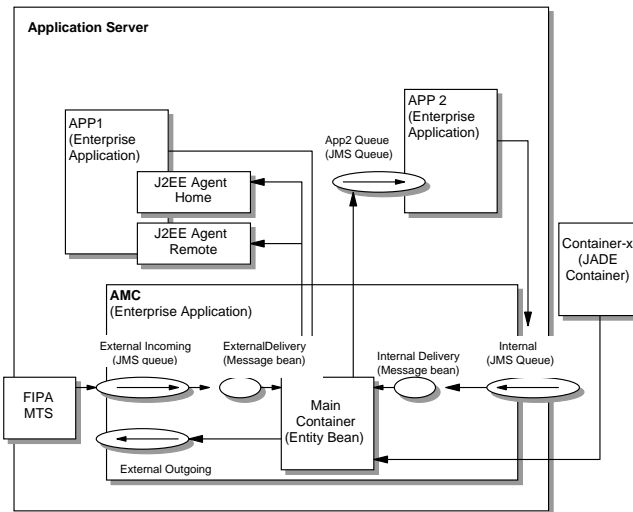 Application Server
APP1
(Enterprise
Application)
J2EE Agent
Home
J2EE Agent
Remote
App2 Queue
(JMS Queue)
APP 2
(Enterprise
Application)
Container-x
(JADE
Container)
AMC
(Enterprise Application)
External Incoming
(JMS queue)
ExternalDelivery
(Message bean)
Internal Delivery
(Message bean)
Internal
(JMS Queue)
FIPA
MTS
Main
Container
(Entity Bean)
External Outgoing